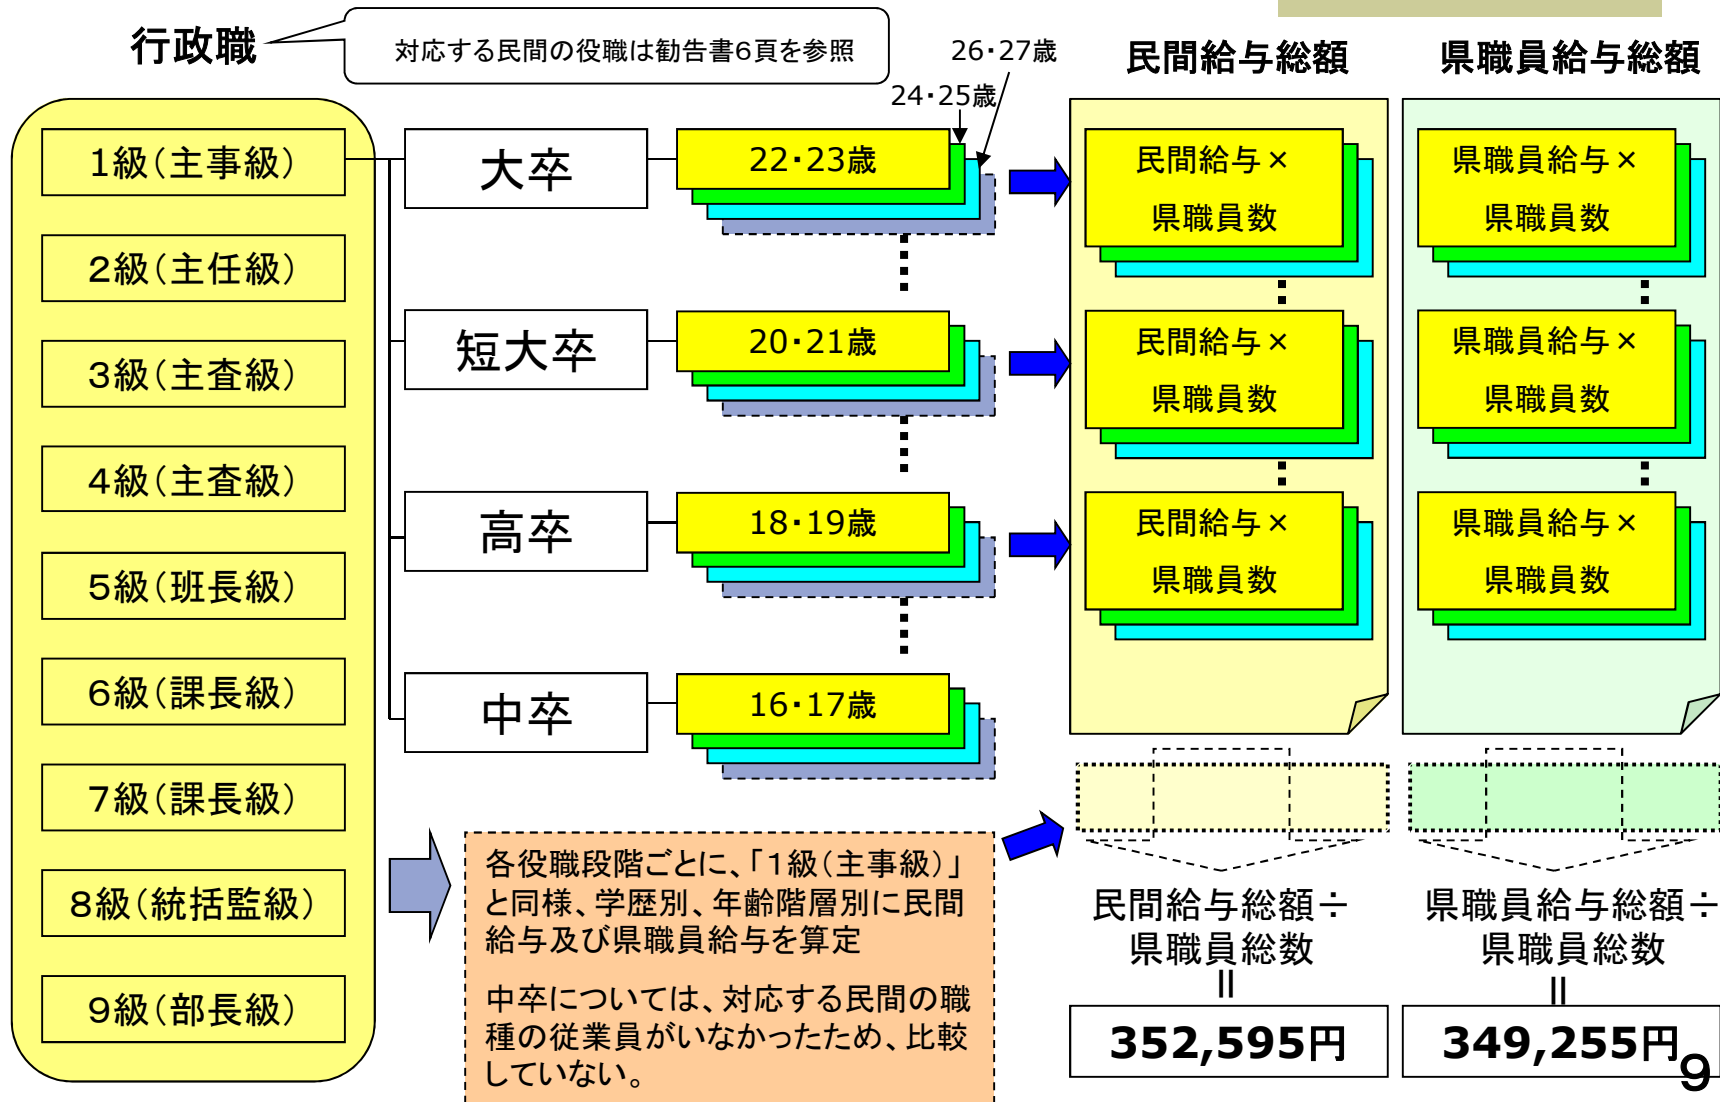 行政職
対応する民間の役職は勧告書6頁を参照
1級(主事級)
2級(主任級)
3級(主査級)
4級(主査級)
5級(班長級)
6級(課長級)
7級(課長級)
8級(統括監級)
9級(部長級)
大卒
短大卒
高卒
中卒
24・25歳
26・27歳
22・23歳
20・21歳
18・19歳
16・17歳
各役職段階ごとに、「1級(主事級)」
と同様、学歴別、年齢階層別に民間
給与及び県職員給与を算定
中卒については、対応する民間の職
種の従業員がいなかったため、比較
していない。
民間給与総額
民間給与×
県職員数
民間給与×
県職員数
民間給与×
県職員数
民間給与総額÷
県職員総数
=
352,595円
県職員給与総額
県職員給与×
県職員数
県職員給与×
県職員数
県職員給与×
県職員数
県職員給与総額÷
県職員総数
=
349,255円
9